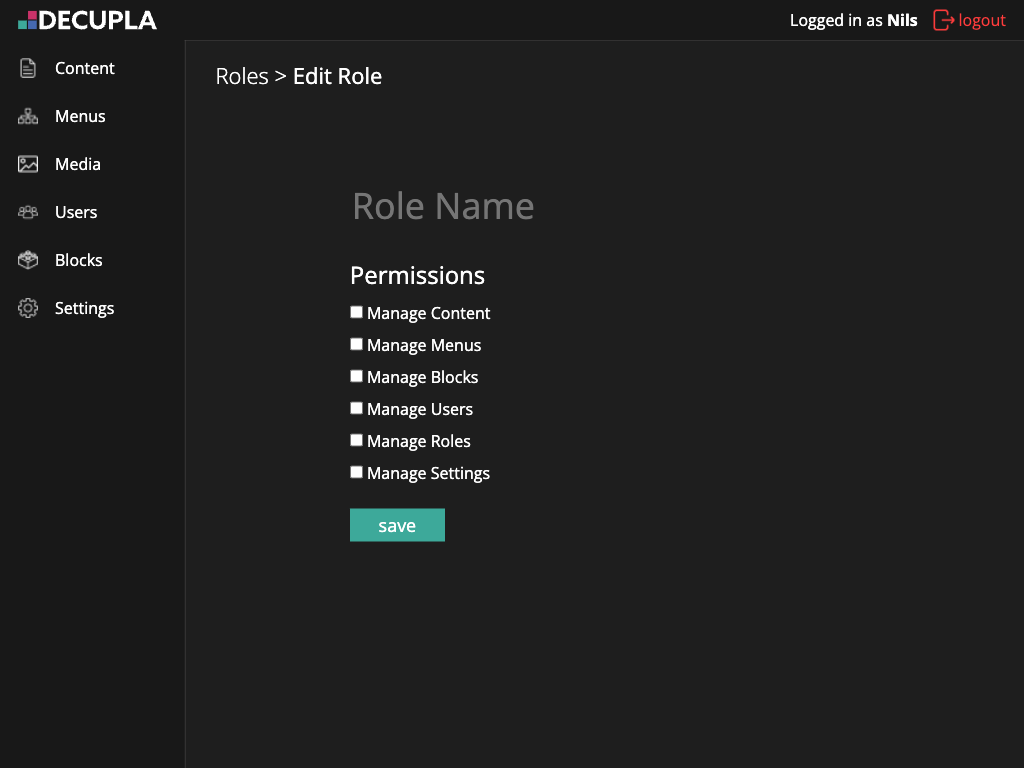 DECUPLA
Logged in as Nils
logout
Content
Menus
Media
Users
Blocks
Settings
Roles > Edit Role
Role Name
Permissions
Manage Content
Manage Menus
Manage Blocks
Manage Users
Manage Roles
Manage Settings
save